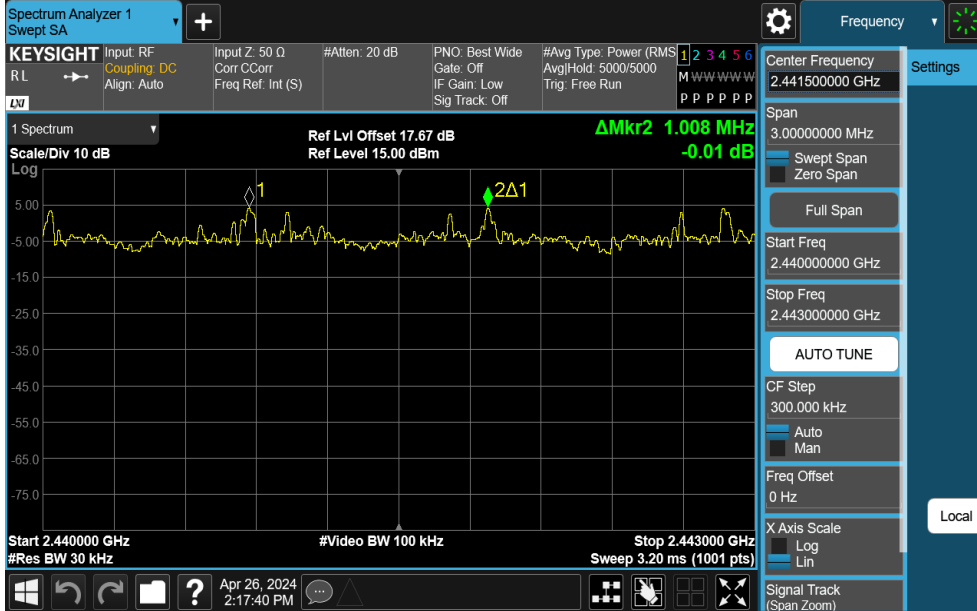 Spectrum Analyzer 1
Swept SA
+
Frequency
KEYSIGHT
R L
LXI
Input: RF
Coupling: DC
Align: Auto
Input Z: 50 Ω
Corr CCorr
Freq Ref: Int (S)
#Atten: 20 dB
PNO: Best Wide
Gate: Off
IF Gain: Low
Sig Track: Off
#Avg Type: Power (RMS
Avg|Hold: 5000/5000
Trig: Free Run
1 2 3 4 5 6
M W W W W W
P P P P P P
1 Spectrum
Scale/Div 10 dB
Log
Ref Lvl Offset 17.67 dB
Ref Level 15.00 dBm
ΔMkr2 1.008 MHz
-0.01 dB
1
2Δ1
5.00
-5.00
-15.0
-25.0
-35.0
-45.0
-55.0
-65.0
-75.0
Start 2.440000 GHz
#Res BW 30 kHz
#Video BW 100 kHz
Stop 2.443000 GHz
Sweep 3.20 ms (1001 pts)
?
Apr 26, 2024
2:17:40 PM
Center Frequency
2.441500000 GHz
Span
3.00000000 MHz
Swept Span
Zero Span
Full Span
Start Freq
2.440000000 GHz
Stop Freq
2.443000000 GHz
AUTO TUNE
CF Step
300.000 kHz
Auto
Man
Freq Offset
0 Hz
X Axis Scale
Log
Lin
Signal Track
(Span Zoom)
Settings
Local